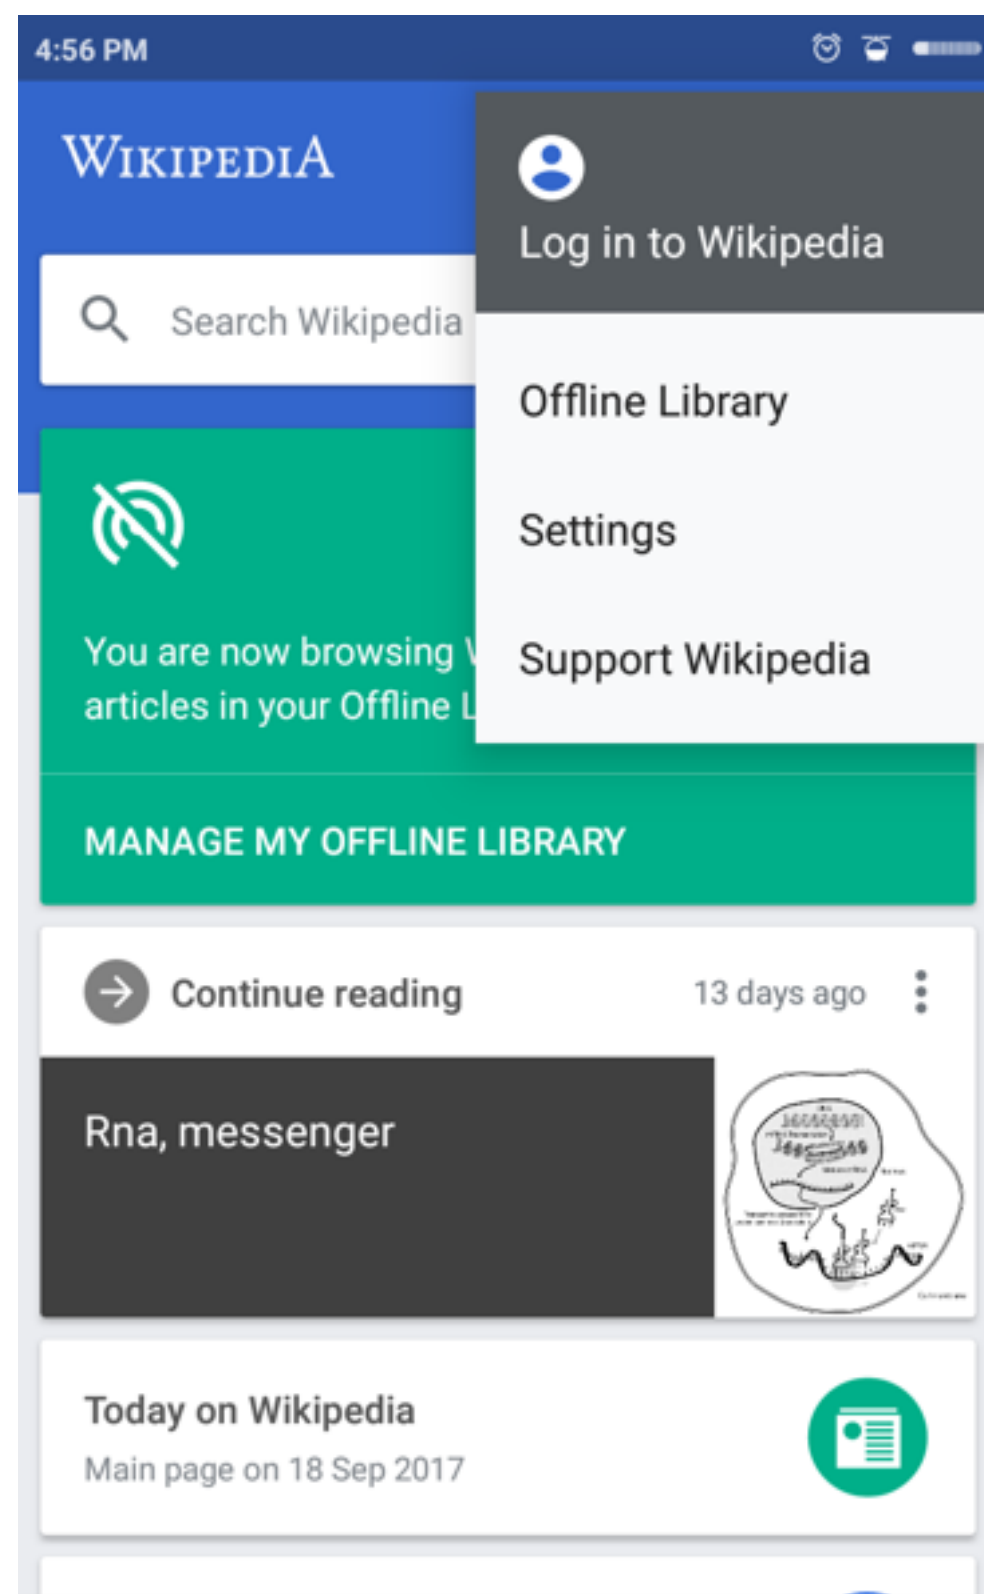 4:56 PM
WIKIPEDIA
Log in to Wikipedia
Search Wikipedia
Offline Library
Settings
Support Wikipedia
You are now browsing
articles in your Offline
MANAGE MY OFFLINE LIBRARY
Continue reading
13 days ago
Rna, messenger
Today on Wikipedia
Main page on 18 Sep 2017